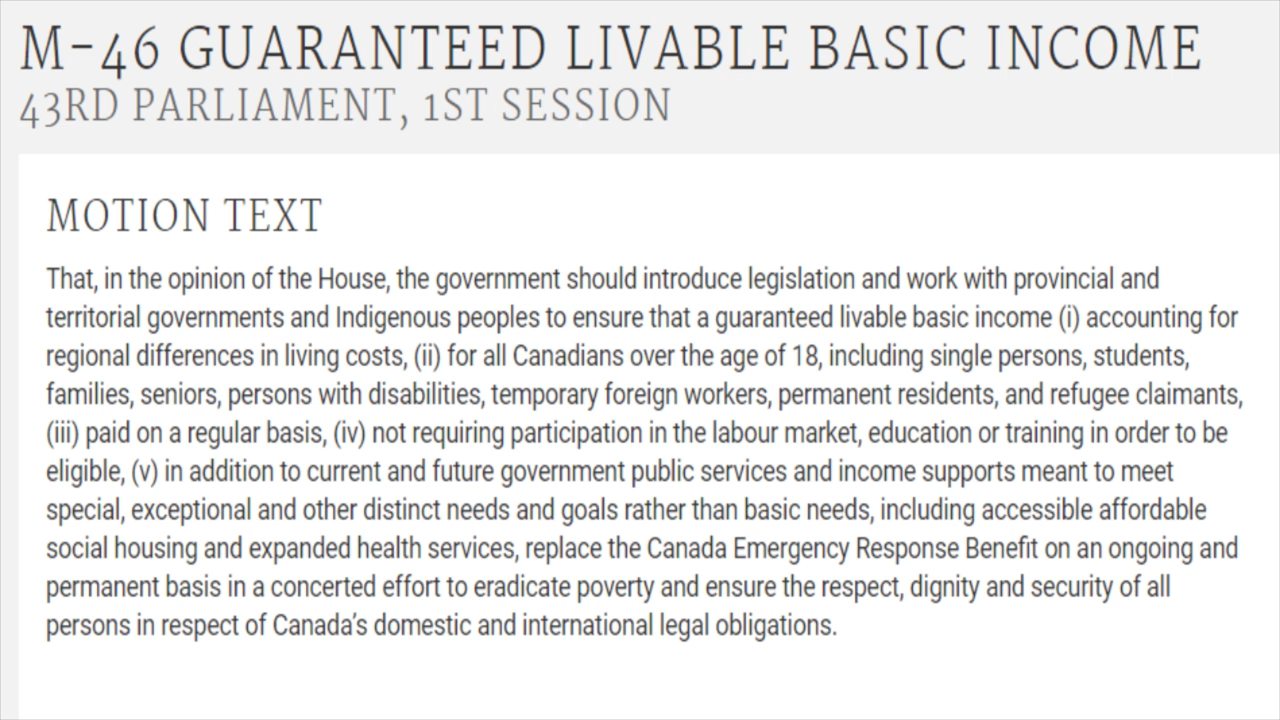 M-46 GUARANTEED LIVABLE BASIC INCOME
43RD PARLIAMENT, 1ST SESSION
MOTION TEXT
That, in the opinion of the House, the government should introduce legislation and work with provincial and
territorial governments and Indigenous peoples to ensure that a guaranteed livable basic income (i) accounting for
regional differences in living costs, (ii) for all Canadians over the age of 18, including single persons, students,
families, seniors, persons with disabilities, temporary foreign workers, permanent residents, and refugee claimants,
(iii) paid on a regular basis, (iv) not requiring participation in the labour market, education or training in order to be
eligible, (v) in addition to current and future government public services and income supports meant to meet
special, exceptional and other distinct needs and goals rather than basic needs, including accessible affordable
social housing and expanded health services, replace the Canada Emergency Response Benefit on an ongoing and
permanent basis in a concerted effort to eradicate poverty and ensure the respect, dignity and security of all
persons in respect of Canada’s domestic and international legal obligations.